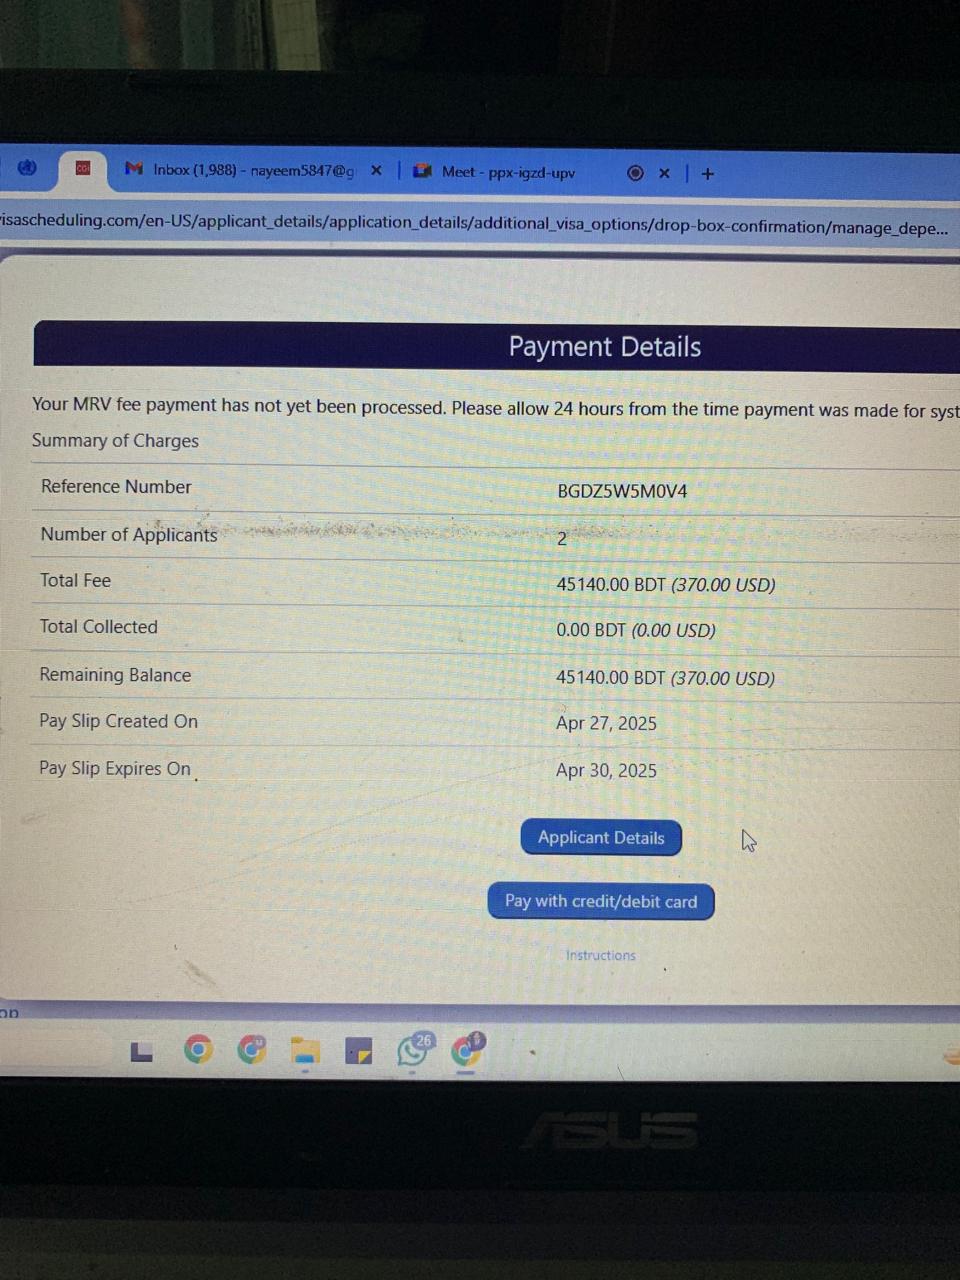 Inbox (1,988) - nayeem5847@g
Meet - ppx-igzd-upv
isascheduling.com/en-US/applicant_details/application_details/additional_visa_options/drop-box-confirmation/manage_depe...
Payment Details
Your MRV fee payment has not yet been processed. Please allow 24 hours from the time payment was made for syst
Summary of Charges
Reference Number BGDZ5W5M0V4
Number of Applicants 2
Total Fee 45140.00 BDT (370.00 USD)
Total Collected 0.00 BDT (0.00 USD)
Remaining Balance 45140.00 BDT (370.00 USD)
Pay Slip Created On Apr 27, 2025
Pay Slip Expires On Apr 30, 2025
Applicant Details
Pay with credit/debit card
Instructions
on
26
ASUS